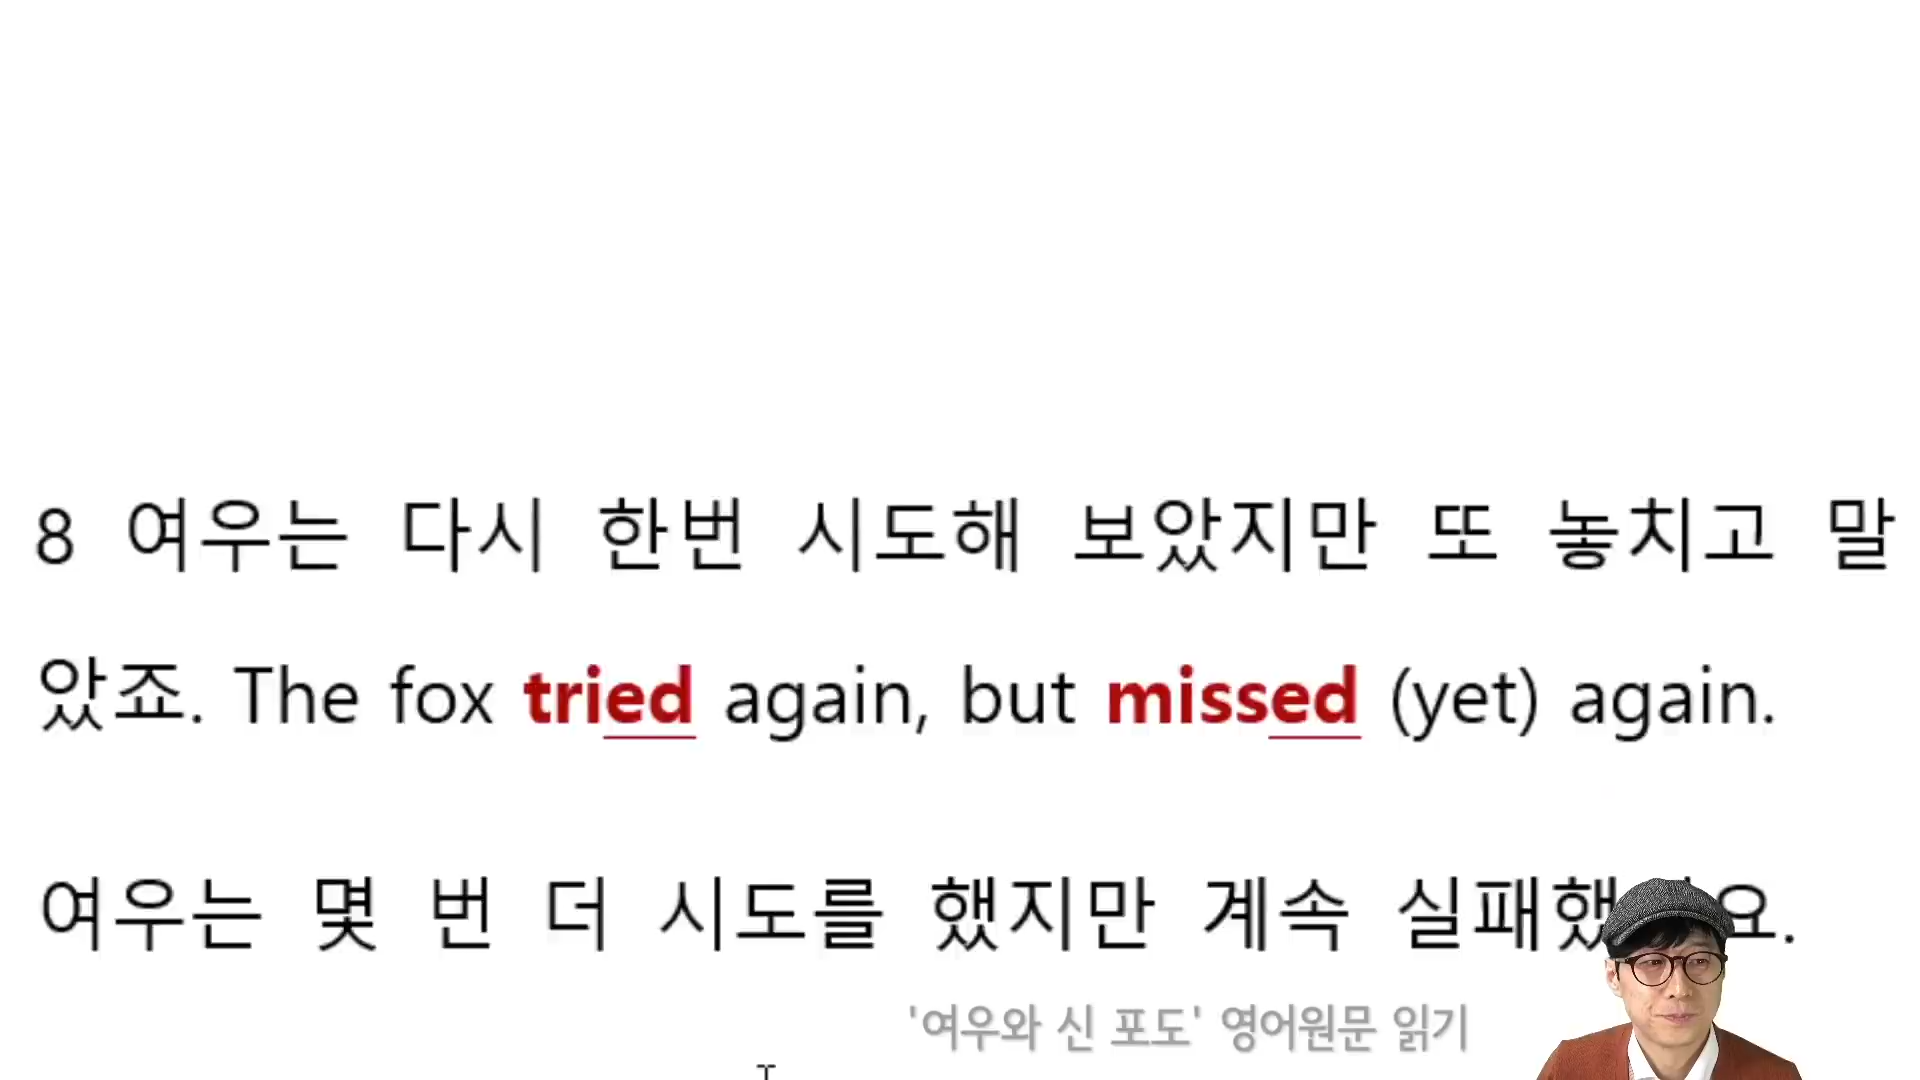 8 여우는 다시 한번 시도해 보았지만 또 놓치고 말
았죠. The fox tried again, but missed (yet) again.
여우는 몇 번 더 시도를 했지만 계속 요.
'여우와 신 포도' 영어원문 읽기